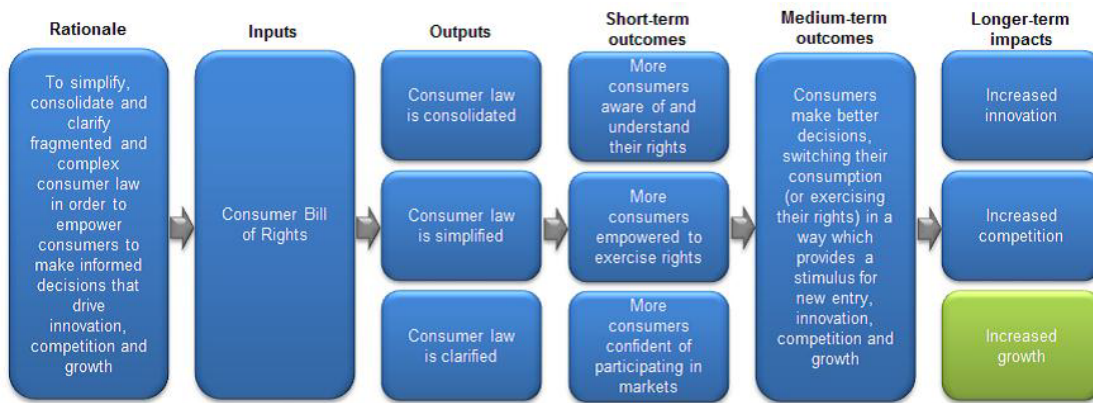 Rationale
To simplify,
consolidate and
clarify
fragmented and
complex
consumer law
in order to
empower
consumers to
make informed
decisions that
drive
innovation,
competition and
growth
Inputs
Consumer Bill
of Rights
Outputs
Consumer law
is consolidated
Consumer law
is simplified
Consumer law
is clarified
Short-term
outcomes
More
consumers
aware of and
understand
their rights
More
consumers
empowered to
exercise rights
More
consumers
confident of
participating in
markets
Medium-term
outcomes
Consumers
make better
decisions,
switching their
consumption
(or exercising
their rights) in a
way which
provides a
stimulus for
new entry,
innovation,
competition and
growth
Longer-term
impacts
Increased
innovation
Increased
competition
Increased
growth